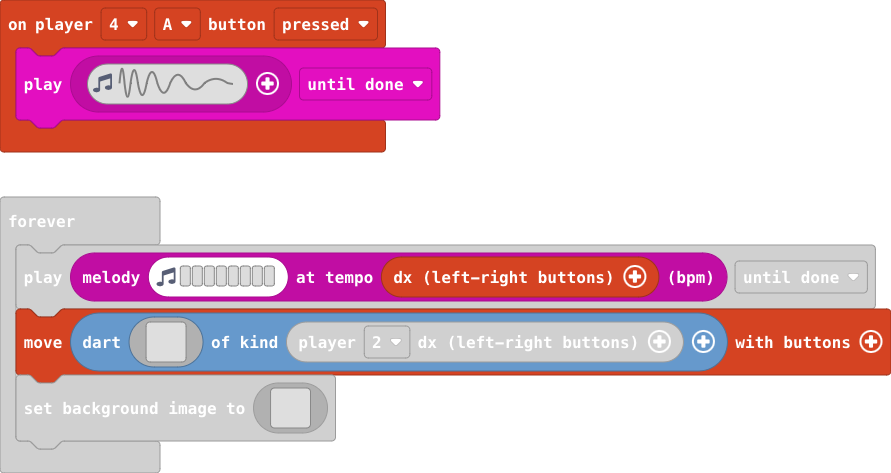 on player 4 A button pressed
play until done
forever
play melody at tempo dx (left-right buttons) (bpm) until done
move dart of kind player 2 dx (left-right buttons) with buttons
set background image to